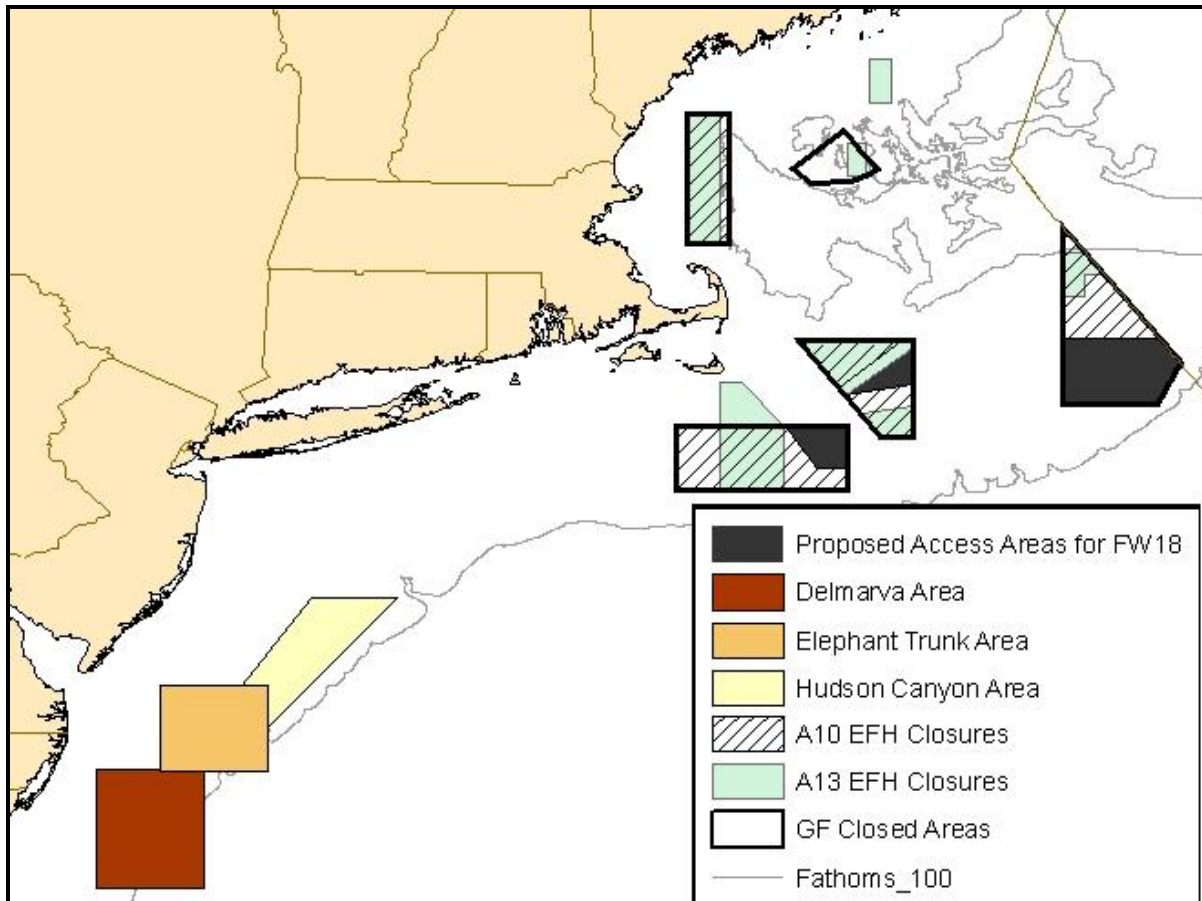 Proposed Access Areas for FW18
Delmarva Area
Elephant Trunk Area
Hudson Canyon Area
A10 EFH Closures
A13 EFH Closures
GF Closed Areas
Fathoms_100